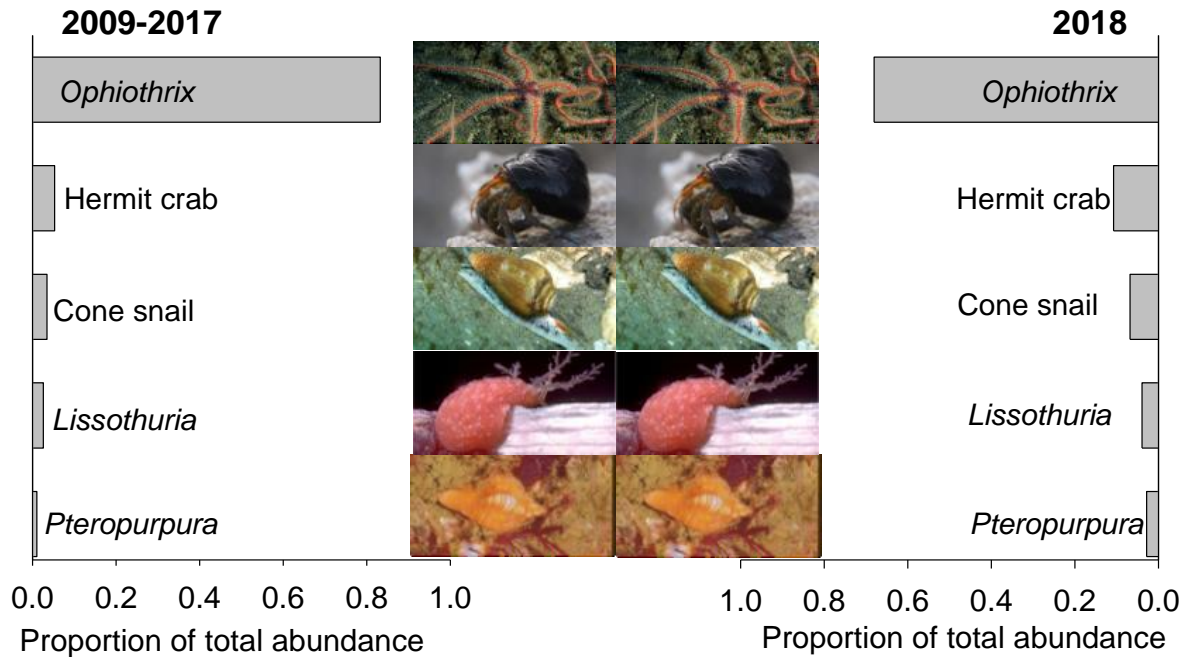 2009-2017
Ophiothrix
Hermit crab
Cone snail
Lissothuria
Pteropurpura
0.0 0.2 0.4 0.6 0.8 1.0
Proportion of total abundance
2018
Ophiothrix
Hermit crab
Cone snail
Lissothuria
Pteropurpura
1.0 0.8 0.6 0.4 0.2 0.0
Proportion of total abundance